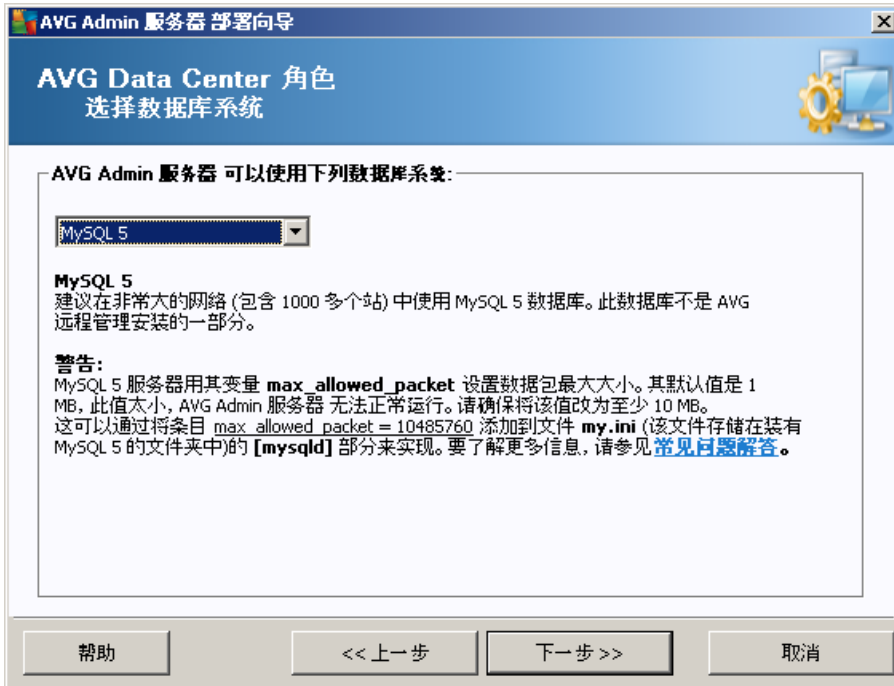 AVG Admin 服务器 部署向导
AVG Data Center 角色
选择数据库系统
AVG Admin 服务器 可以使用下列数据库系统:
MySQL 5
MySQL 5
建议在非常大的网络 (包含 1000 多个站) 中使用 MySQL 5 数据库。此数据库不是 AVG
远程管理安装的一部分。
警告:
MySQL 5 服务器用其变量 max_allowed_packet 设置数据包最大大小。其默认值是 1
MB, 此值太小, AVG Admin 服务器 无法正常运行。请确保将该值改为至少 10 MB。
这可以通过将条目 max_allowed_packet = 10485760 添加到文件 my.ini (该文件存储在装有
MySQL 5 的文件夹中)的 [mysqld] 部分来实现。要了解更多信息, 请参见常见问题解答。
帮助
<< 上一步
下一步 >>
取消